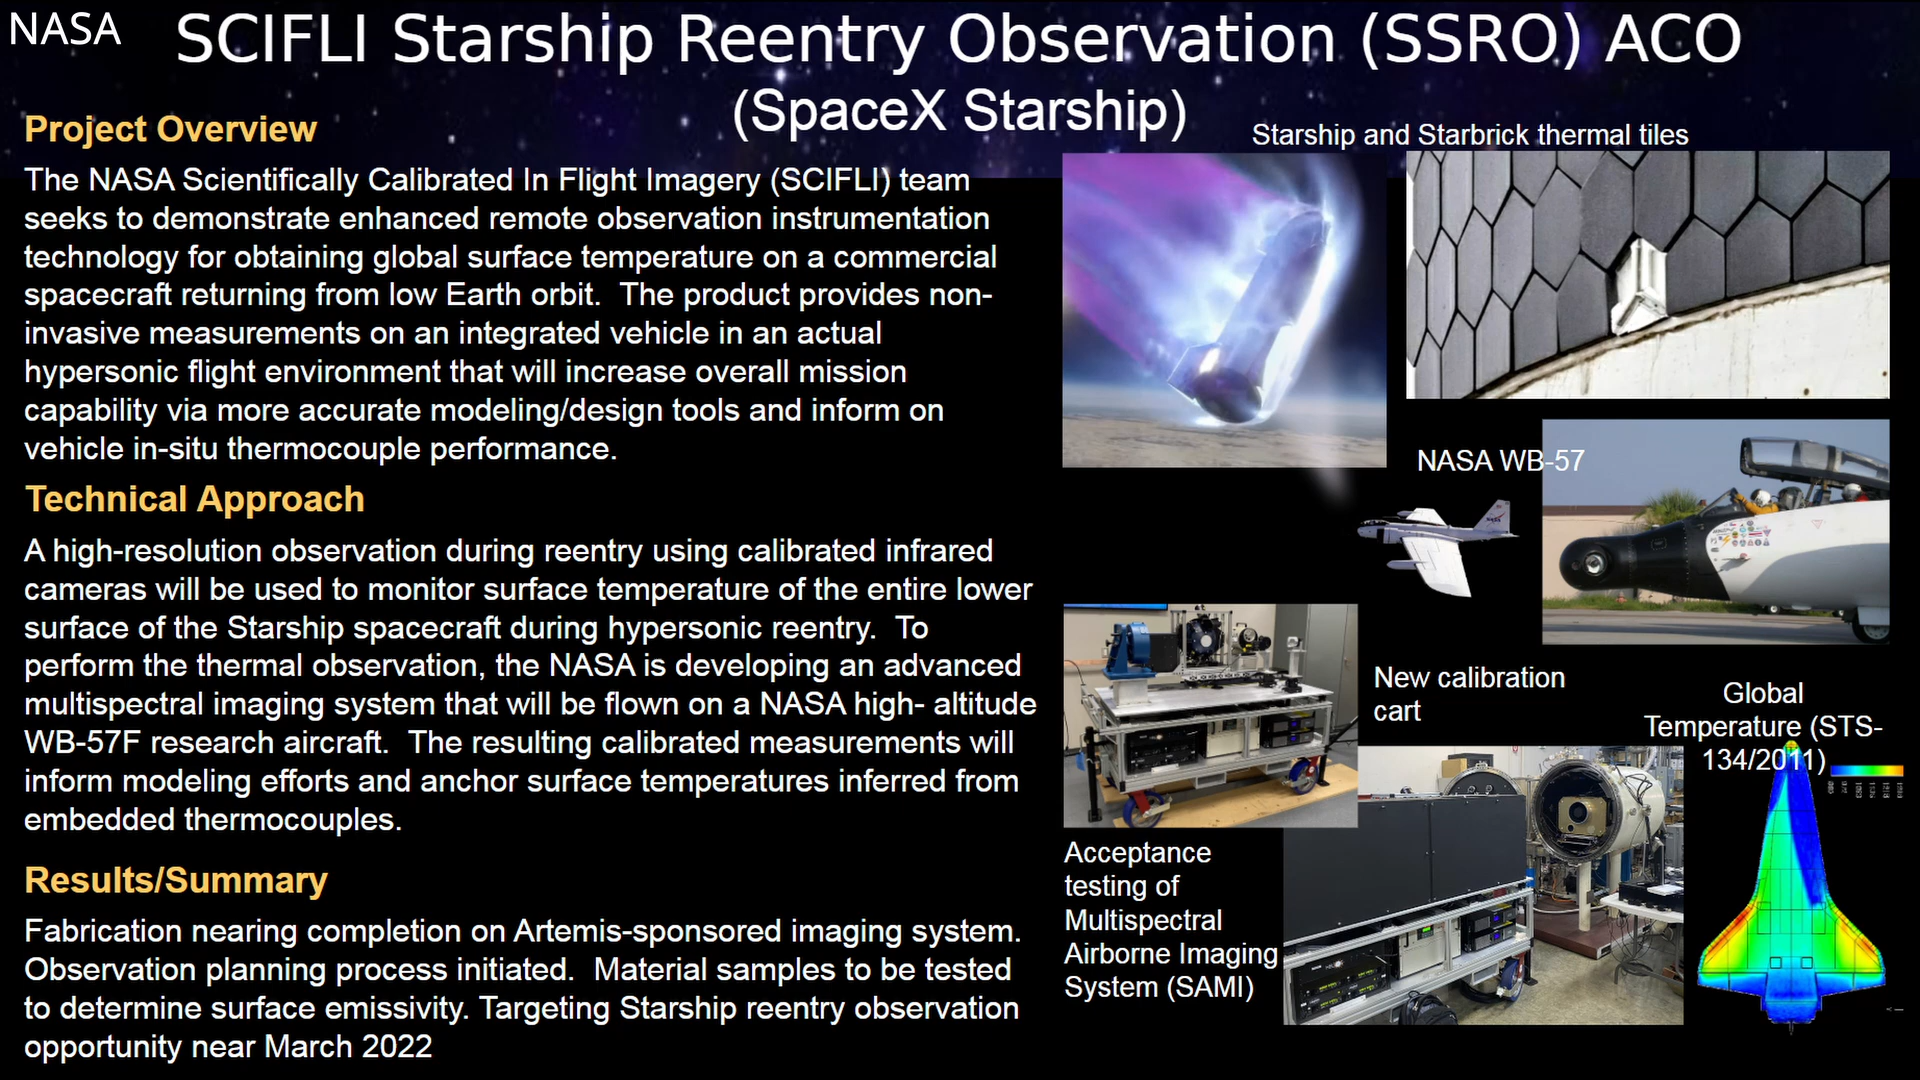 NASA
SCIFLI Starship Reentry Observation (SSRO) ACO
(SpaceX Starship)
Project Overview
The NASA Scientifically Calibrated In Flight Imagery (SCIFLI) team
seeks to demonstrate enhanced remote observation instrumentation
technology for obtaining global surface temperature on a commercial
spacecraft returning from low Earth orbit.  The product provides non-
invasive measurements on an integrated vehicle in an actual
hypersonic flight environment that will increase overall mission
capability via more accurate modeling/design tools and inform on
vehicle in-situ thermocouple performance.
Technical Approach
A high-resolution observation during reentry using calibrated infrared
cameras will be used to monitor surface temperature of the entire lower
surface of the Starship spacecraft during hypersonic reentry.  To
perform the thermal observation, the NASA is developing an advanced
multispectral imaging system that will be flown on a NASA high- altitude
WB-57F research aircraft.  The resulting calibrated measurements will
inform modeling efforts and anchor surface temperatures inferred from
embedded thermocouples.
Results/Summary
Fabrication nearing completion on Artemis-sponsored imaging system.
Observation planning process initiated.  Material samples to be tested
to determine surface emissivity. Targeting Starship reentry observation
opportunity near March 2022
Starship and Starbrick thermal tiles
NASA WB-57
New calibration
cart
Global
Temperature (STS-
134/2011)
Acceptance
testing of
Multispectral
Airborne Imaging
System (SAMI)